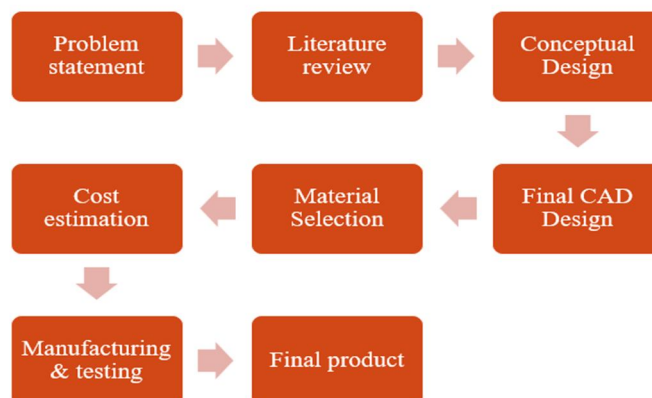 Problem
statement
Literature
review
Conceptual
Design
Final CAD
Design
Material
Selection
Cost
estimation
Manufacturing
& testing
Final product